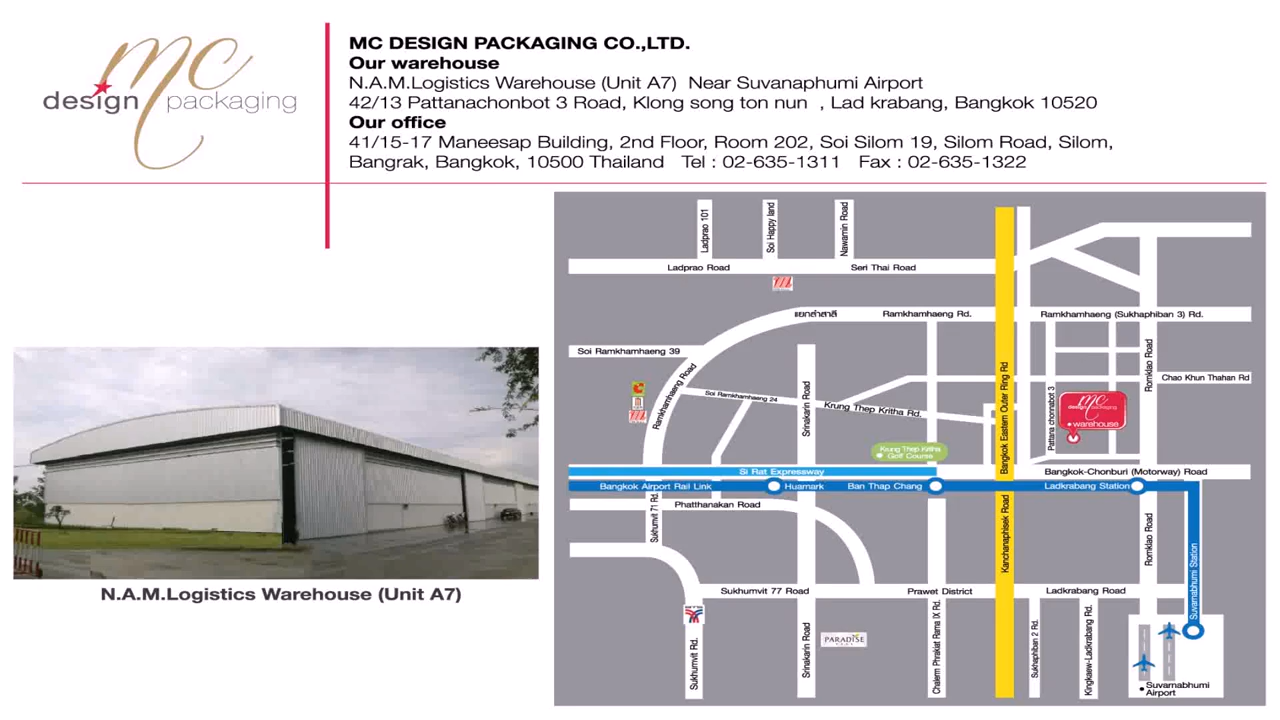 mc
design packaging
MC DESIGN PACKAGING CO.,LTD.
Our warehouse
N.A.M.Logistics Warehouse (Unit A7)  Near Suvanaphumi Airport
42/13 Pattanachonbot 3 Road, Klong song ton nun  , Lad krabang, Bangkok 10520
Our office
41/15-17 Maneesap Building, 2nd Floor, Room 202, Soi Silom 19, Silom Road, Silom,
Bangrak, Bangkok, 10500 Thailand   Tel : 02-635-1311   Fax : 02-635-1322
N.A.M.Logistics Warehouse (Unit A7)
Ladprao 101
Soi Happy land
Nawamin Road
Ladprao Road
Seri Thai Road
แยกลำสาลี
Ramkhamhaeng Rd.
Ramkhamhaeng (Sukhaphiban 3) Rd.
Soi Ramkhamhaeng 39
Ramkhamhaeng Road
Soi Ramkhamhaeng 24
Srinakarin Road
Krung Thep Kritha Rd.
Bangkok Eastern Outer Ring Rd
Pattana chonnabot 3
Romklao Road
Chao Khun Thahan Rd
mc
design packaging
warehouse
Krung Thep Kritha
Golf Course
Si Rat Expressway
Bangkok-Chonburi (Motorway) Road
Bangkok Airport Rail Link
Huamark
Ban Thap Chang
Ladkrabang Station
Sukhumvit 71 Rd.
Phatthanakan Road
Kanchanaphisek Road
Romklao Road
Suvarnabhumi Station
Sukhumvit 77 Road
Prawet District
Ladkrabang Road
Sukhumvit Rd.
Srinakarin Road
PARADISE
PARK
Chalerm Phrakiat Rama IX Rd.
Sukhaphiban 2 Rd.
Kingkaew-Ladkrabang Rd.
Suvarnabhumi
Airport